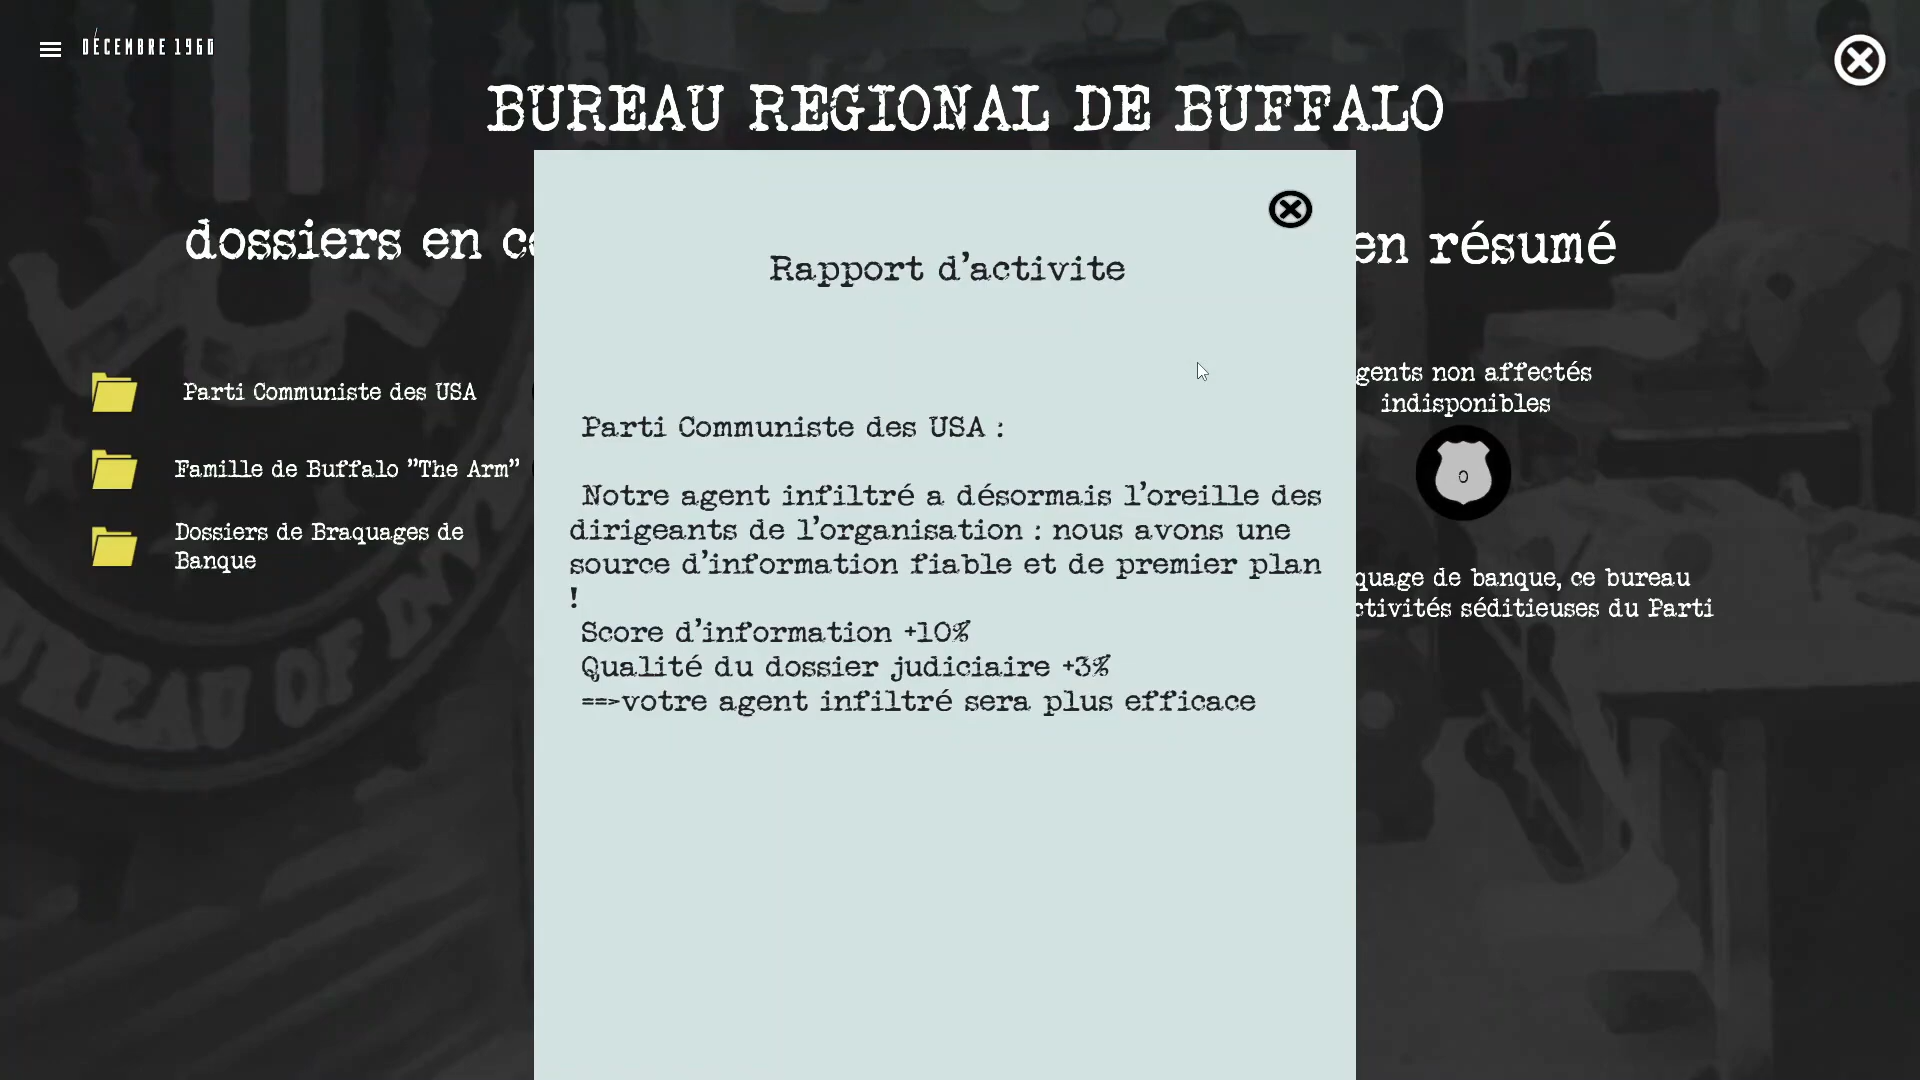 DÉCEMBRE 1960
BUREAU REGIONAL DE BUFFALO
dossiers en
en résumé
Rapport d'activite
Parti Communiste des USA
Famille de Buffalo "The Arm"
Dossiers de Braquages de
Banque
Parti Communiste des USA :
Notre agent infiltré a désormais l'oreille des
dirigeants de l'organisation : nous avons une
source d'information fiable et de premier plan
!
Score d'information +10%
Qualité du dossier judiciaire +3%
==>votre agent infiltré sera plus efficace
gents non affectés
indisponibles
0
quage de banque, ce bureau
ctivités séditieuses du Parti
BUREAU OF